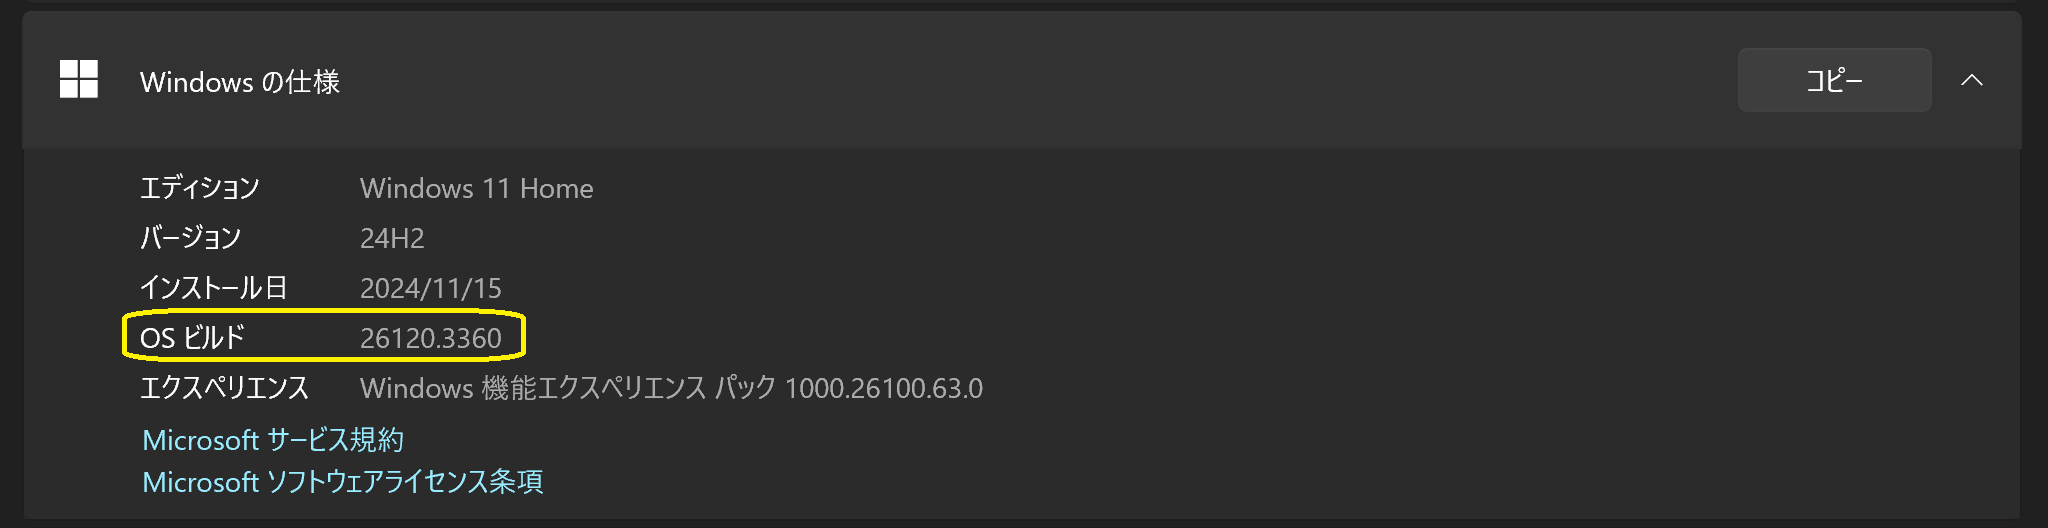 Windows の仕様
コピー
エディション Windows 11 Home
バージョン 24H2
インストール日 2024/11/15
OS ビルド 26120.3360
エクスペリエンス Windows 機能エクスペリエンス パック 1000.26100.63.0
Microsoft サービス規約
Microsoft ソフトウェアライセンス条項